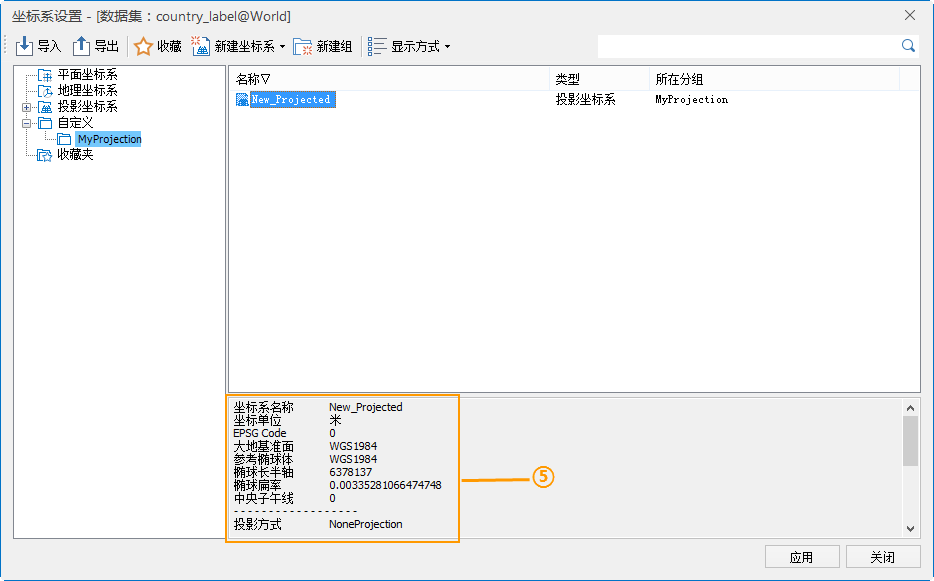 坐标系设置 - [数据集：country_label@World]
导入 导出 收藏 新建坐标系 新建组 显示方式
平面坐标系
地理坐标系
投影坐标系
自定义
MyProjection
收藏夹
名称 类型 所在分组
New_Projected 投影坐标系 MyProjection
坐标系名称 New_Projected
坐标单位 米
EPSG Code 0
大地基准面 WGS1984
参考椭球体 WGS1984
椭球长半轴 6378137
椭球扁率 0.00335281066474748
中央子午线 0
- - - - - - - - - - - - - - - - - -
投影方式 NoneProjection
⑤
应用 关闭